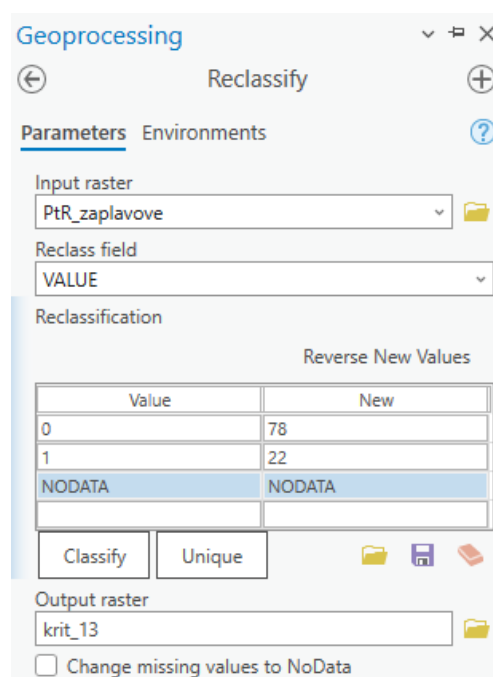 Geoprocessing
Reclassify
Parameters Environments
Input raster
PtR_zaplavove
Reclass field
VALUE
Reclassification
Reverse New Values
Value New
0 78
1 22
NODATA NODATA
Classify Unique
Output raster
krit_13
Change missing values to NoData